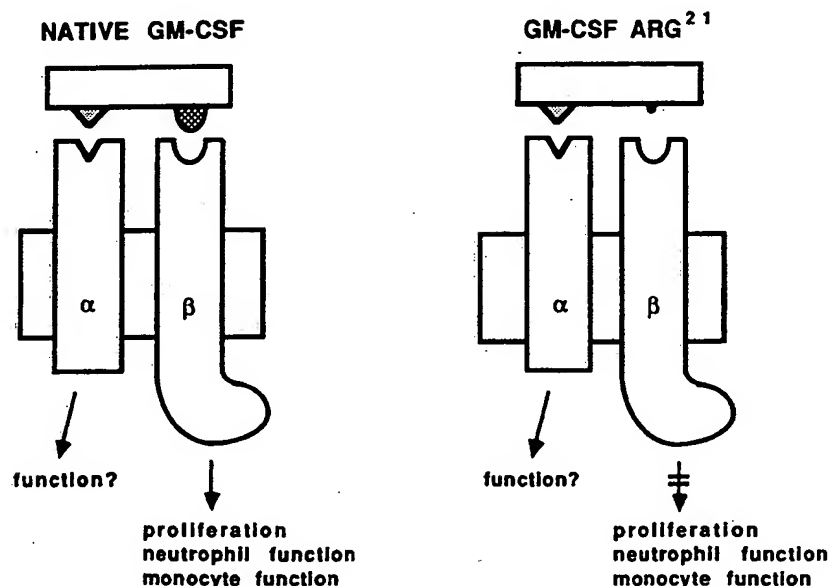 NATIVE GM-CSF
α
β
function?
proliferation
neutrophil function
monocyte function
GM-CSF ARG²¹
α
β
function?
proliferation
neutrophil function
monocyte function